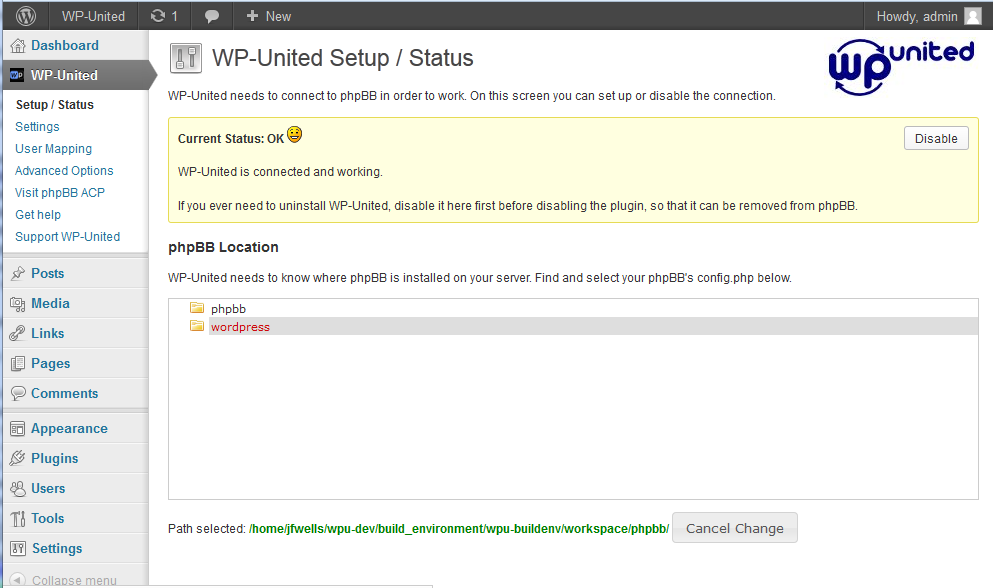 WP-United 1 New Howdy, admin
Dashboard
WP-United
Setup / Status
Settings
User Mapping
Advanced Options
Visit phpBB ACP
Get help
Support WP-United
Posts
Media
Links
Pages
Comments
Appearance
Plugins
Users
Tools
Settings
Collapse menu
WP-United Setup / Status
wp united
WP-United needs to connect to phpBB in order to work. On this screen you can set up or disable the connection.
Current Status: OK
Disable
WP-United is connected and working.
If you ever need to uninstall WP-United, disable it here first before disabling the plugin, so that it can be removed from phpBB.
phpBB Location
WP-United needs to know where phpBB is installed on your server. Find and select your phpBB's config.php below.
phpbb
wordpress
Path selected: /home/jfwells/wpu-dev/build_environment/wpu-buildenv/workspace/phpbb/ Cancel Change